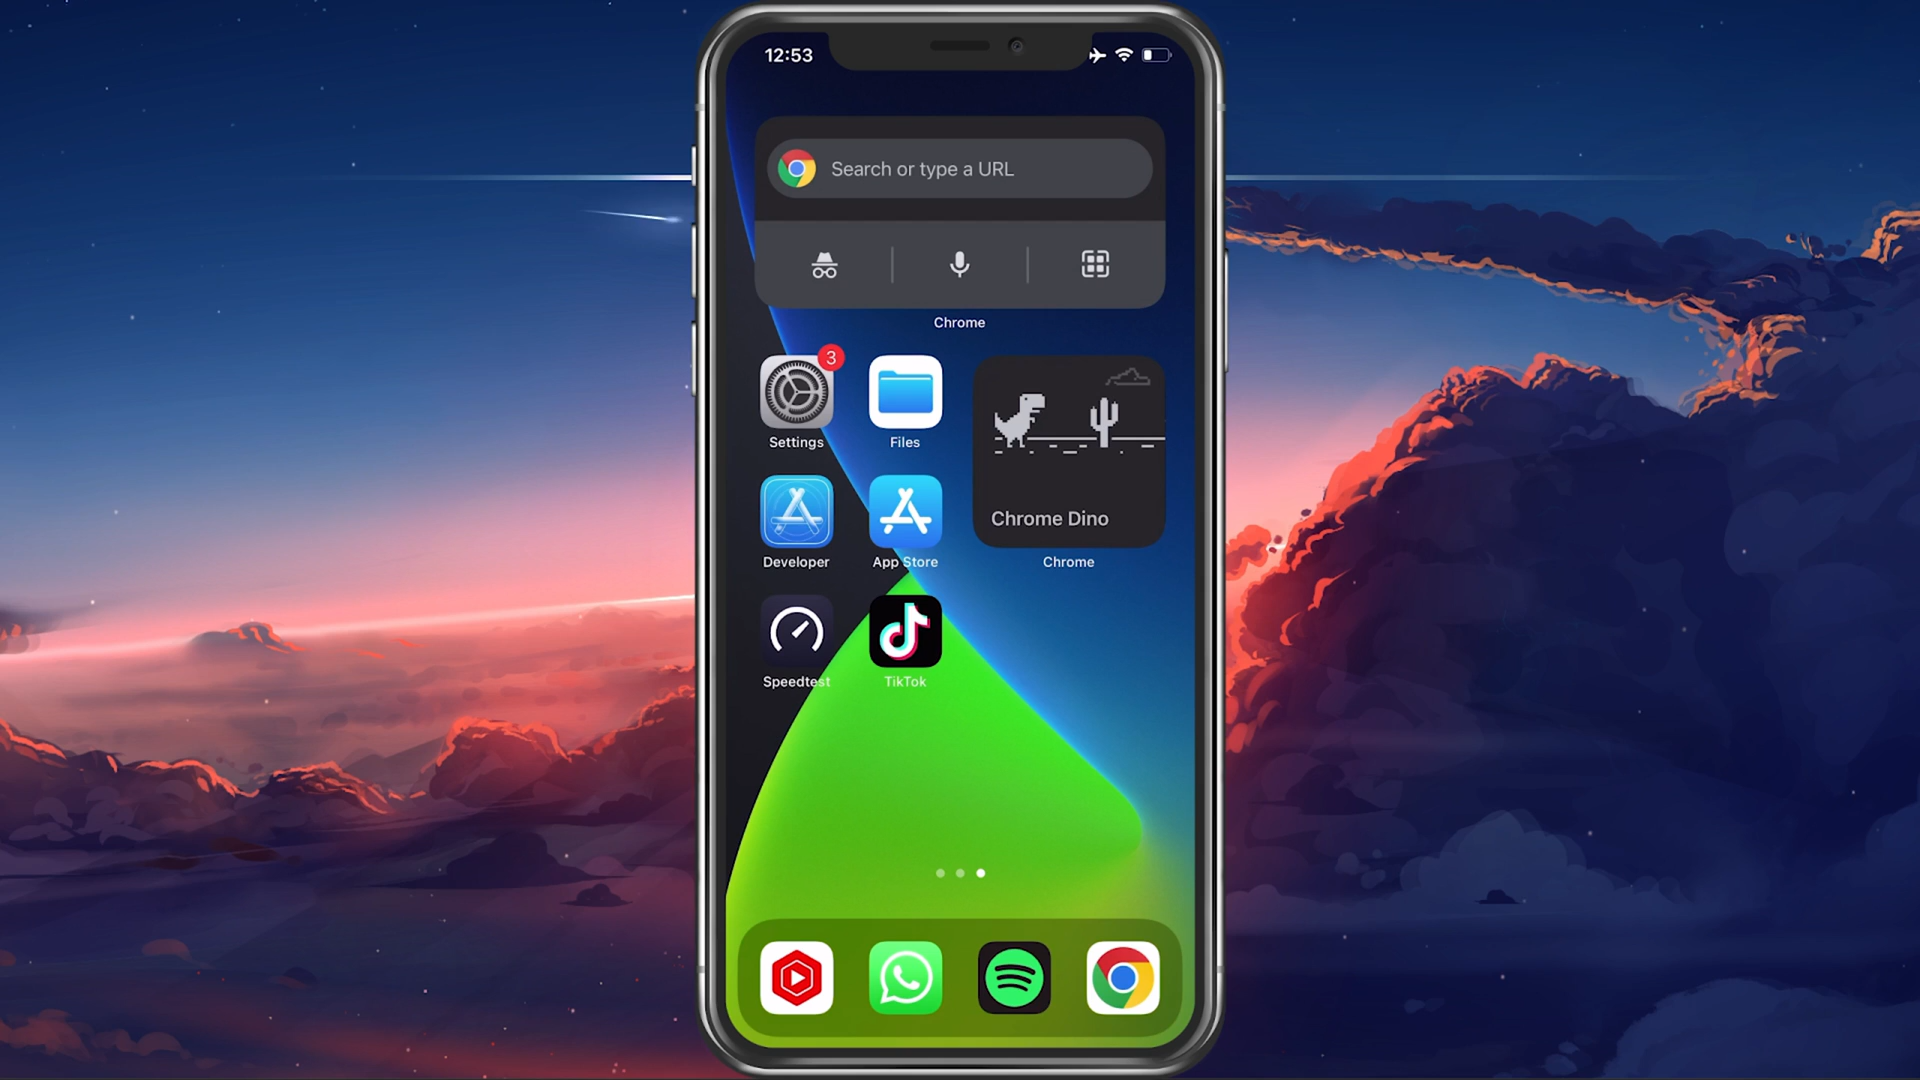 12:53
Search or type a URL
Chrome
3
Settings
Files
Chrome Dino
Developer
App Store
Chrome
Speedtest
TikTok